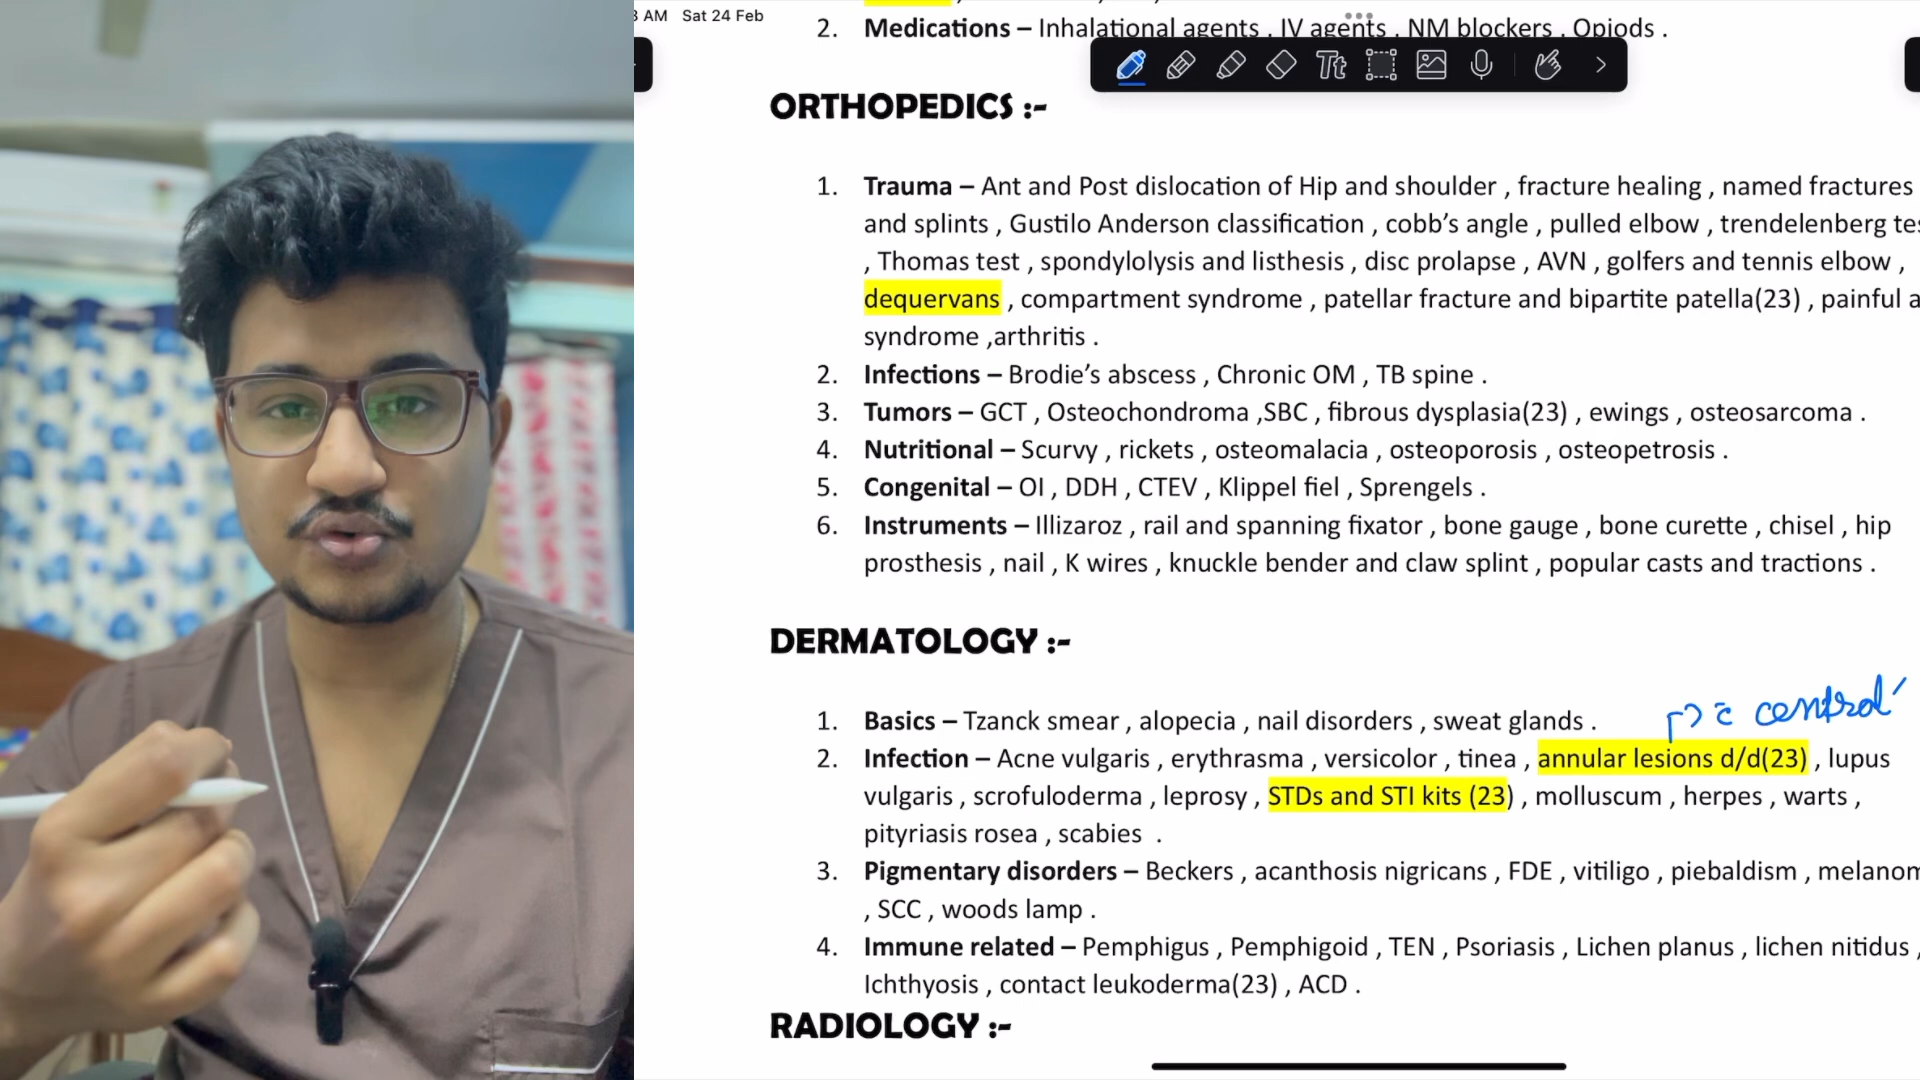 AM Sat 24 Feb
2. Medications – Inhalational agents , IV agents , NM blockers , Opiods .
Tt
ORTHOPEDICS :-
1. Trauma – Ant and Post dislocation of Hip and shoulder , fracture healing , named fractures
and splints , Gustilo Anderson classification , cobb's angle , pulled elbow , trendelenberg
, Thomas test , spondylolysis and listhesis , disc prolapse , AVN , golfers and tennis elbow ,
dequervans , compartment syndrome , patellar fracture and bipartite patella(23) , painful
syndrome ,arthritis .
2. Infections – Brodie's abscess , Chronic OM , TB spine .
3. Tumors – GCT , Osteochondroma ,SBC , fibrous dysplasia(23) , ewings , osteosarcoma .
4. Nutritional – Scurvy , rickets , osteomalacia , osteoporosis , osteopetrosis .
5. Congenital – OI , DDH , CTEV , Klippel fiel , Sprengels .
6. Instruments – Illizaroz , rail and spanning fixator , bone gauge , bone curette , chisel , hip
prosthesis , nail , K wires , knuckle bender and claw splint , popular casts and tractions .
DERMATOLOGY :-
central
1. Basics – Tzanck smear , alopecia , nail disorders , sweat glands .
2. Infection – Acne vulgaris , erythrasma , versicolor , tinea , annular lesions d/d(23) , lupus
vulgaris , scrofuloderma , leprosy , STDs and STI kits (23) , molluscum , herpes , warts ,
pityriasis rosea , scabies .
3. Pigmentary disorders – Beckers , acanthosis nigricans , FDE , vitiligo , piebaldism ,
, SCC , woods lamp .
4. Immune related – Pemphigus , Pemphigoid , TEN , Psoriasis , Lichen planus , lichen nitidus ,
Ichthyosis , contact leukoderma(23) , ACD .
RADIOLOGY :-